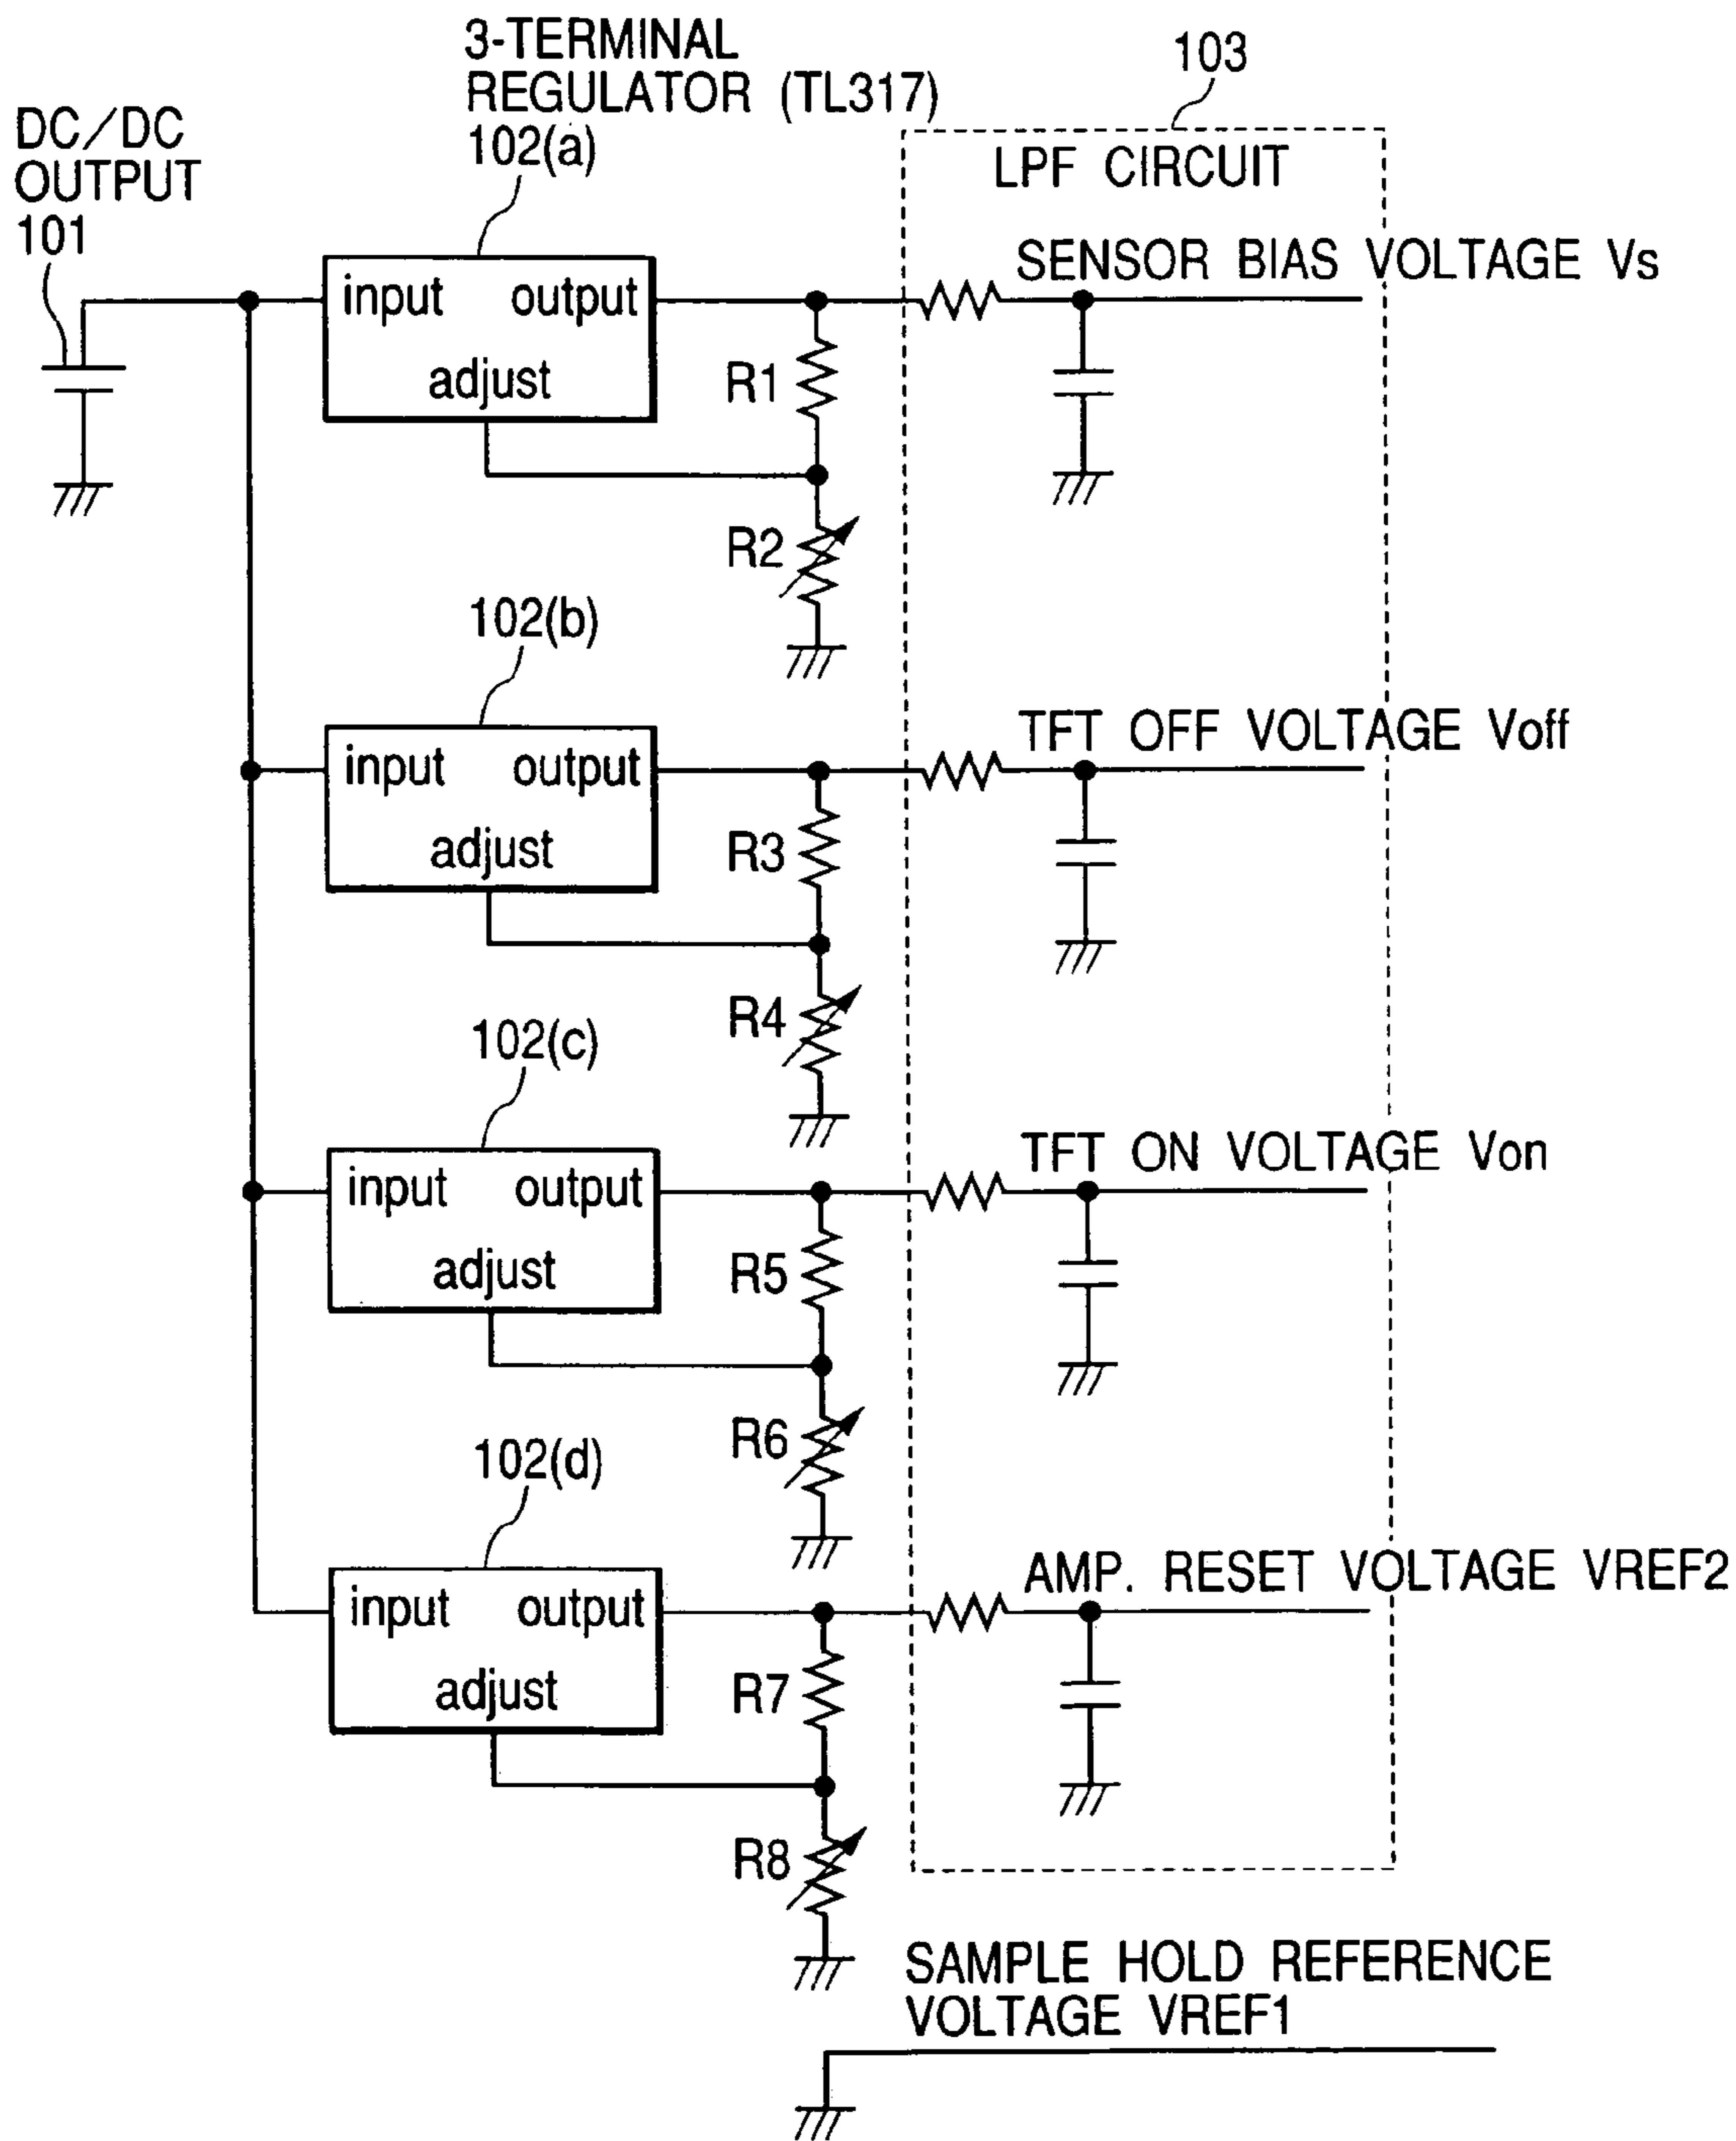 3-TERMINAL
REGULATOR (TL317)
102(a)
103
DC/DC
OUTPUT
101
LPF CIRCUIT
SENSOR BIAS VOLTAGE Vs
input output
adjust
R1
R2
102(b)
TFT OFF VOLTAGE Voff
input output
adjust
R3
R4
102(c)
TFT ON VOLTAGE Von
input output
adjust
R5
R6
102(d)
AMP. RESET VOLTAGE VREF2
input output
adjust
R7
R8
SAMPLE HOLD REFERENCE
VOLTAGE VREF1